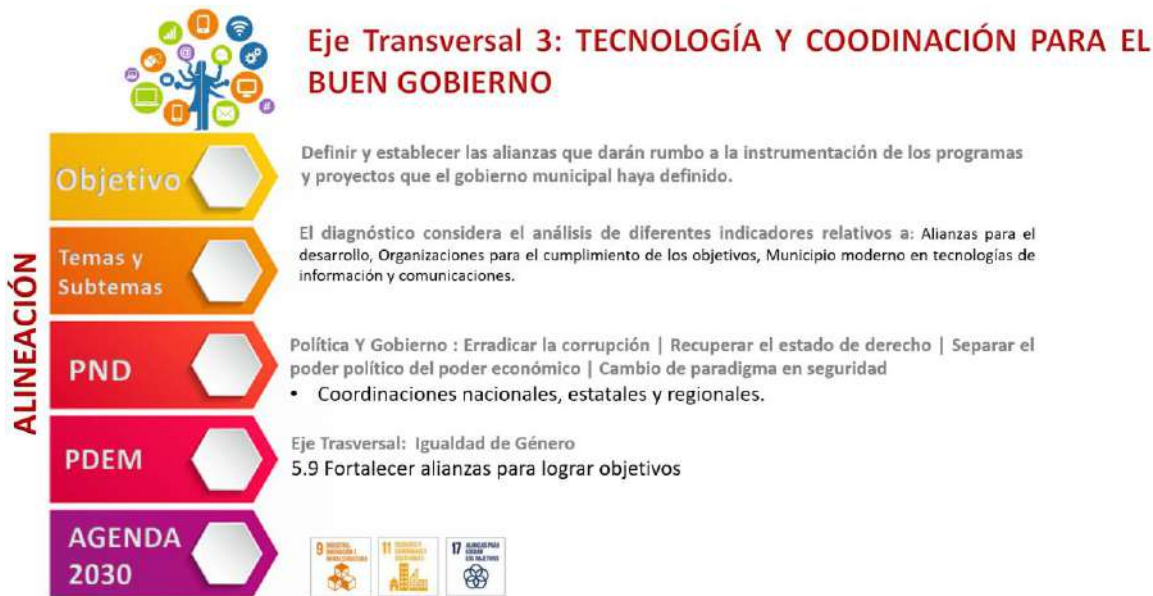 Eje Transversal 3: TECNOLOGÍA Y COODINACIÓN PARA EL
BUEN GOBIERNO
ALINEACIÓN
Objetivo
Definir y establecer las alianzas que darán rumbo a la instrumentación de los programas
y proyectos que el gobierno municipal haya definido.
Temas y
Subtemas
El diagnóstico considera el análisis de diferentes indicadores relativos a: Alianzas para el
desarrollo, Organizaciones para el cumplimiento de los objetivos, Municipio moderno en tecnologías de
información y comunicaciones.
PND
Política Y Gobierno : Erradicar la corrupción | Recuperar el estado de derecho | Separar el
poder político del poder económico | Cambio de paradigma en seguridad
• Coordinaciones nacionales, estatales y regionales.
PDEM
Eje Trasversal: Igualdad de Género
5.9 Fortalecer alianzas para lograr objetivos
AGENDA
2030
9
11
17 ALIANZAS PARA
LOS OBJETIVOS